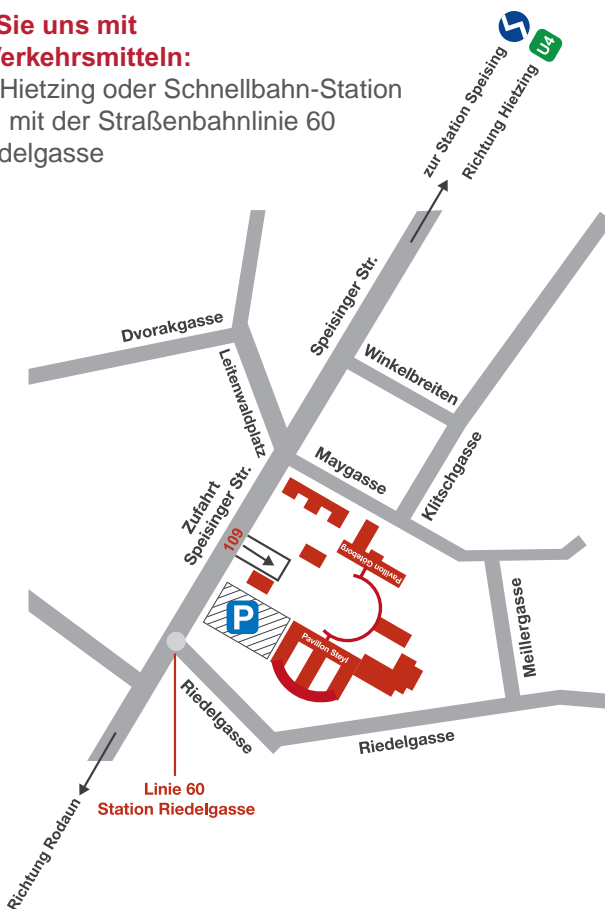 Sie uns mit
Verkehrsmitteln:
Hietzing oder Schnellbahn-Station
mit der Straßenbahnlinie 60
delgasse
zur Station Speising
Richtung Hietzing
U4
Speisinger Str.
Dvorakgasse
Leitenwaldplatz
Winkelbreiten
Maygasse
Klitschgasse
Zufahrt
Speisinger Str.
109
Pavillon Göteborg
P
Pavillon Steyl
Meillergasse
Riedelgasse
Riedelgasse
Linie 60
Station Riedelgasse
Richtung Rodaun